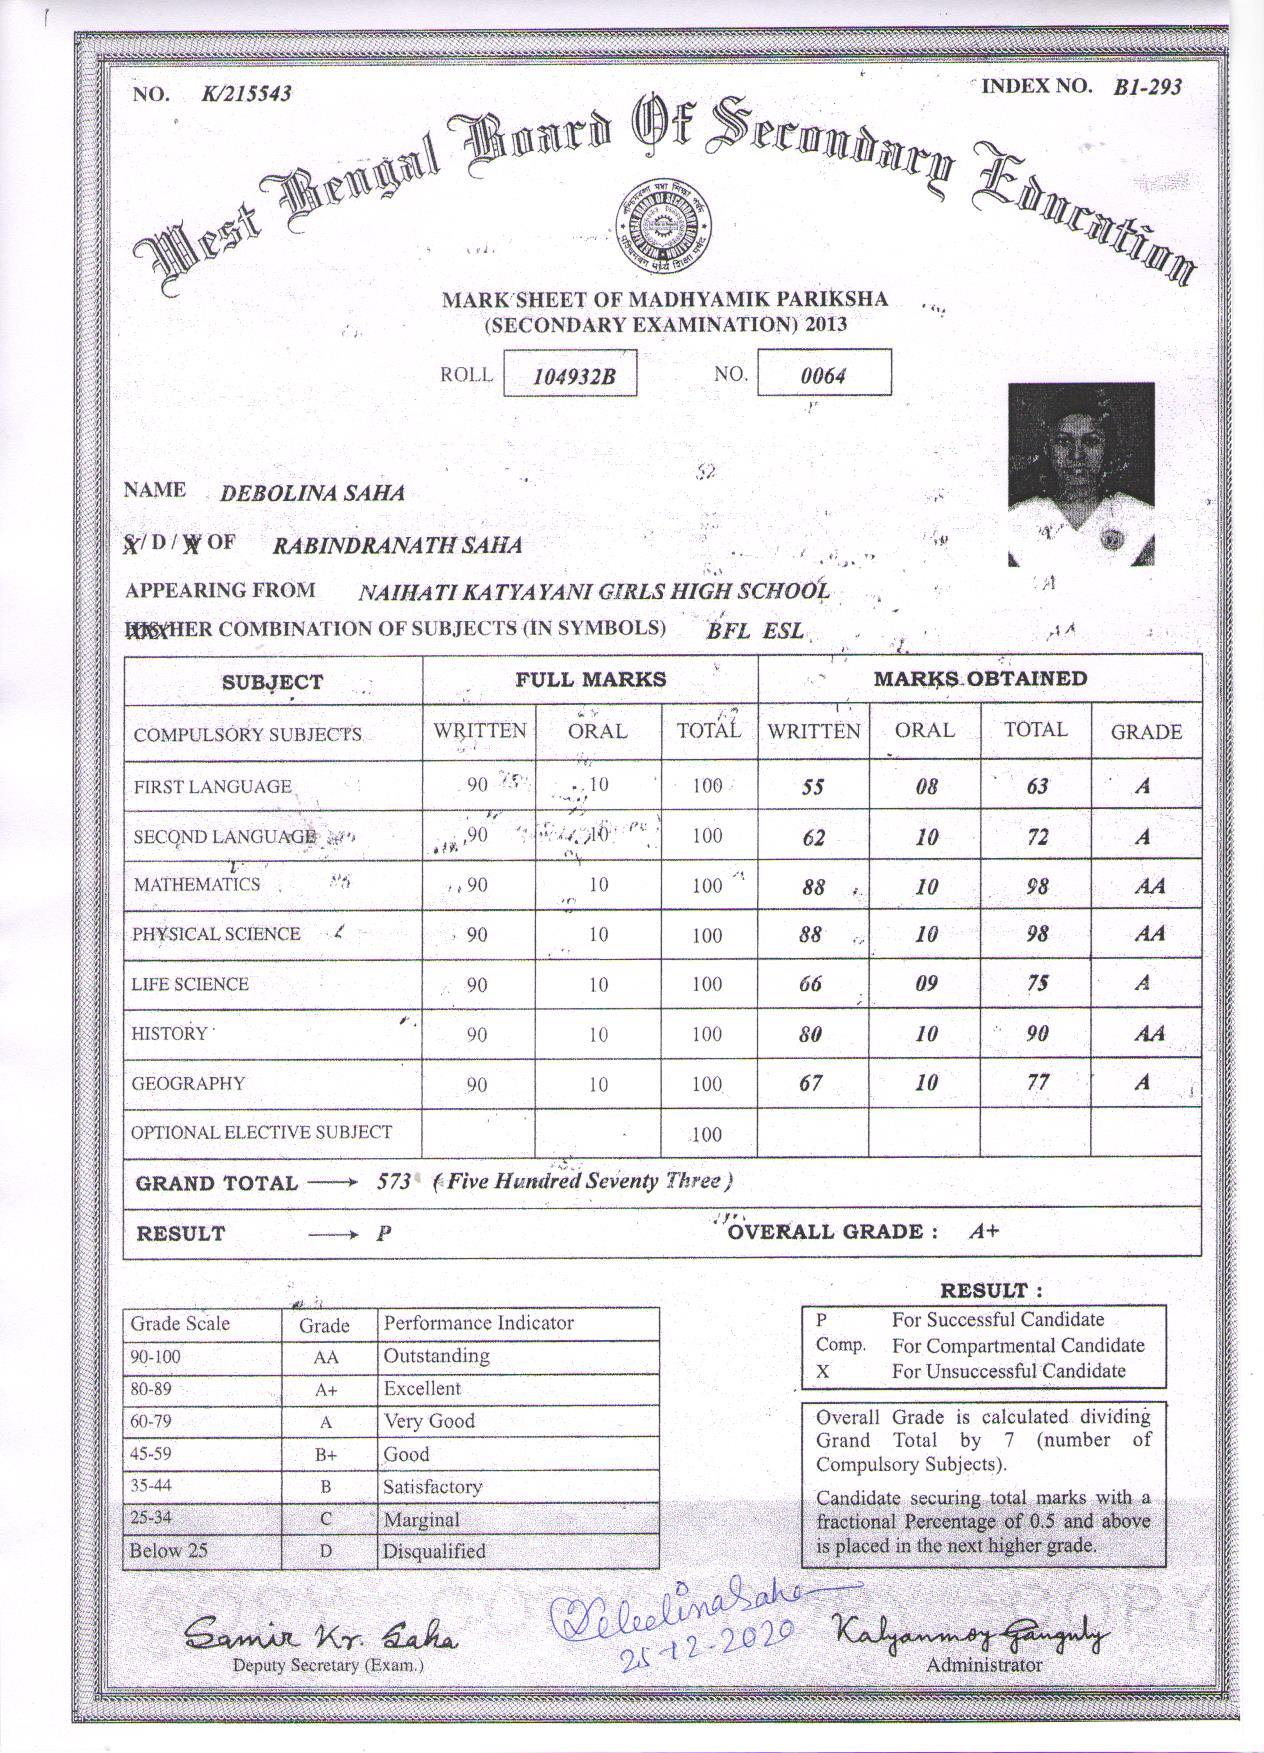 NO. K/215543
INDEX NO. B1-293
West Bengal Board Of Secondary Education
MARK SHEET OF MADHYAMIK PARIKSHA
(SECONDARY EXAMINATION) 2013
ROLL 104932B NO. 0064
NAME DEBOLINA SAHA
S/ D / W OF RABINDRANATH SAHA
APPEARING FROM NAIHATI KATYAYANI GIRLS HIGH SCHOOL
HIS/HER COMBINATION OF SUBJECTS (IN SYMBOLS) BFL ESL
SUBJECT FULL MARKS MARKS OBTAINED
COMPULSORY SUBJECTS WRITTEN ORAL TOTAL WRITTEN ORAL TOTAL GRADE
FIRST LANGUAGE 90 10 100 55 08 63 A
SECOND LANGUAGE 90 10 100 62 10 72 A
MATHEMATICS 90 10 100 88 10 98 AA
PHYSICAL SCIENCE 90 10 100 88 10 98 AA
LIFE SCIENCE 90 10 100 66 09 75 A
HISTORY 90 10 100 80 10 90 AA
GEOGRAPHY 90 10 100 67 10 77 A
OPTIONAL ELECTIVE SUBJECT 100
GRAND TOTAL → 573 (Five Hundred Seventy Three)
RESULT → P OVERALL GRADE : A+
Grade Scale Grade Performance Indicator
90-100 AA Outstanding
80-89 A+ Excellent
60-79 A Very Good
45-59 B+ Good
35-44 B Satisfactory
25-34 C Marginal
Below 25 D Disqualified
RESULT :
P For Successful Candidate
Comp. For Compartmental Candidate
X For Unsuccessful Candidate
Overall Grade is calculated dividing
Grand Total by 7 (number of
Compulsory Subjects).
Candidate securing total marks with a
fractional Percentage of 0.5 and above
is placed in the next higher grade.
Debolina Saha
25-12-2020
Samir Kr. Saha
Deputy Secretary (Exam.)
Kalyanmoy Ganguly
Administrator